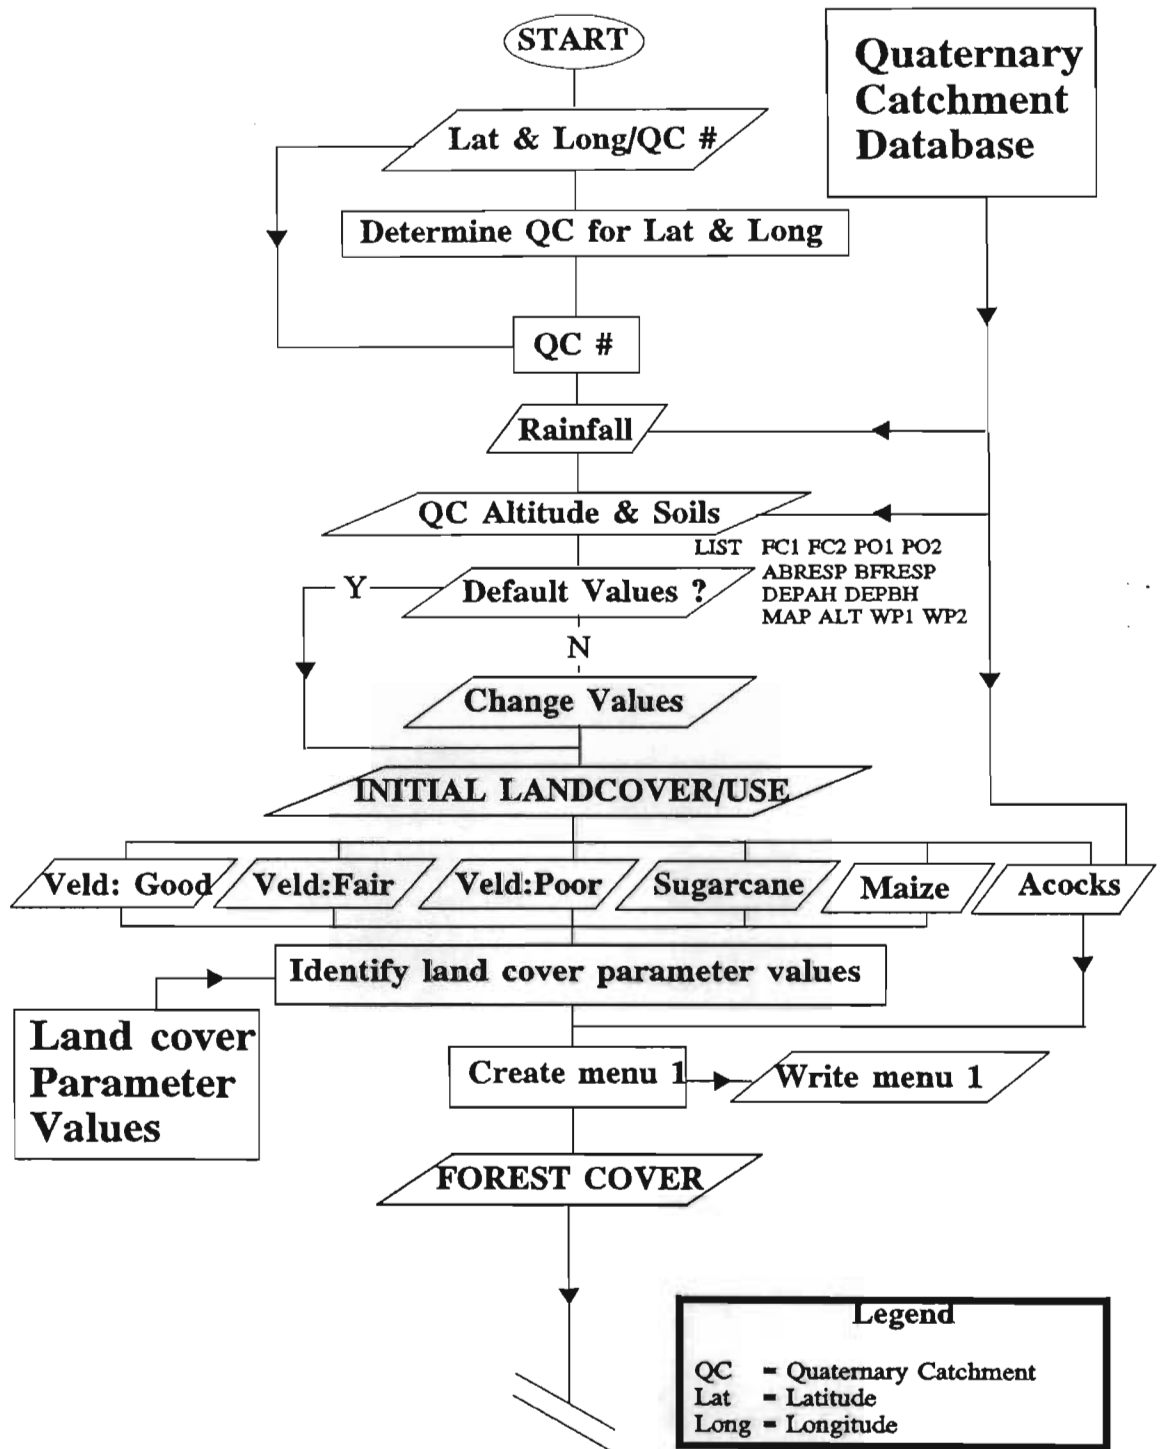 START
Quaternary
Catchment
Database
Lat & Long/QC #
Determine QC for Lat & Long
QC #
Rainfall
QC Altitude & Soils
LIST FC1 FC2 PO1 PO2
ABRESP BFRESP
DEPAH DEPBH
MAP ALT WP1 WP2
Y
Default Values ?
N
Change Values
INITIAL LANDCOVER/USE
Veld: Good
Veld:Fair
Veld:Poor
Sugarcane
Maize
Acocks
Identify land cover parameter values
Land cover
Parameter
Values
Create menu 1
Write menu 1
FOREST COVER
Legend
QC = Quaternary Catchment
Lat = Latitude
Long = Longitude